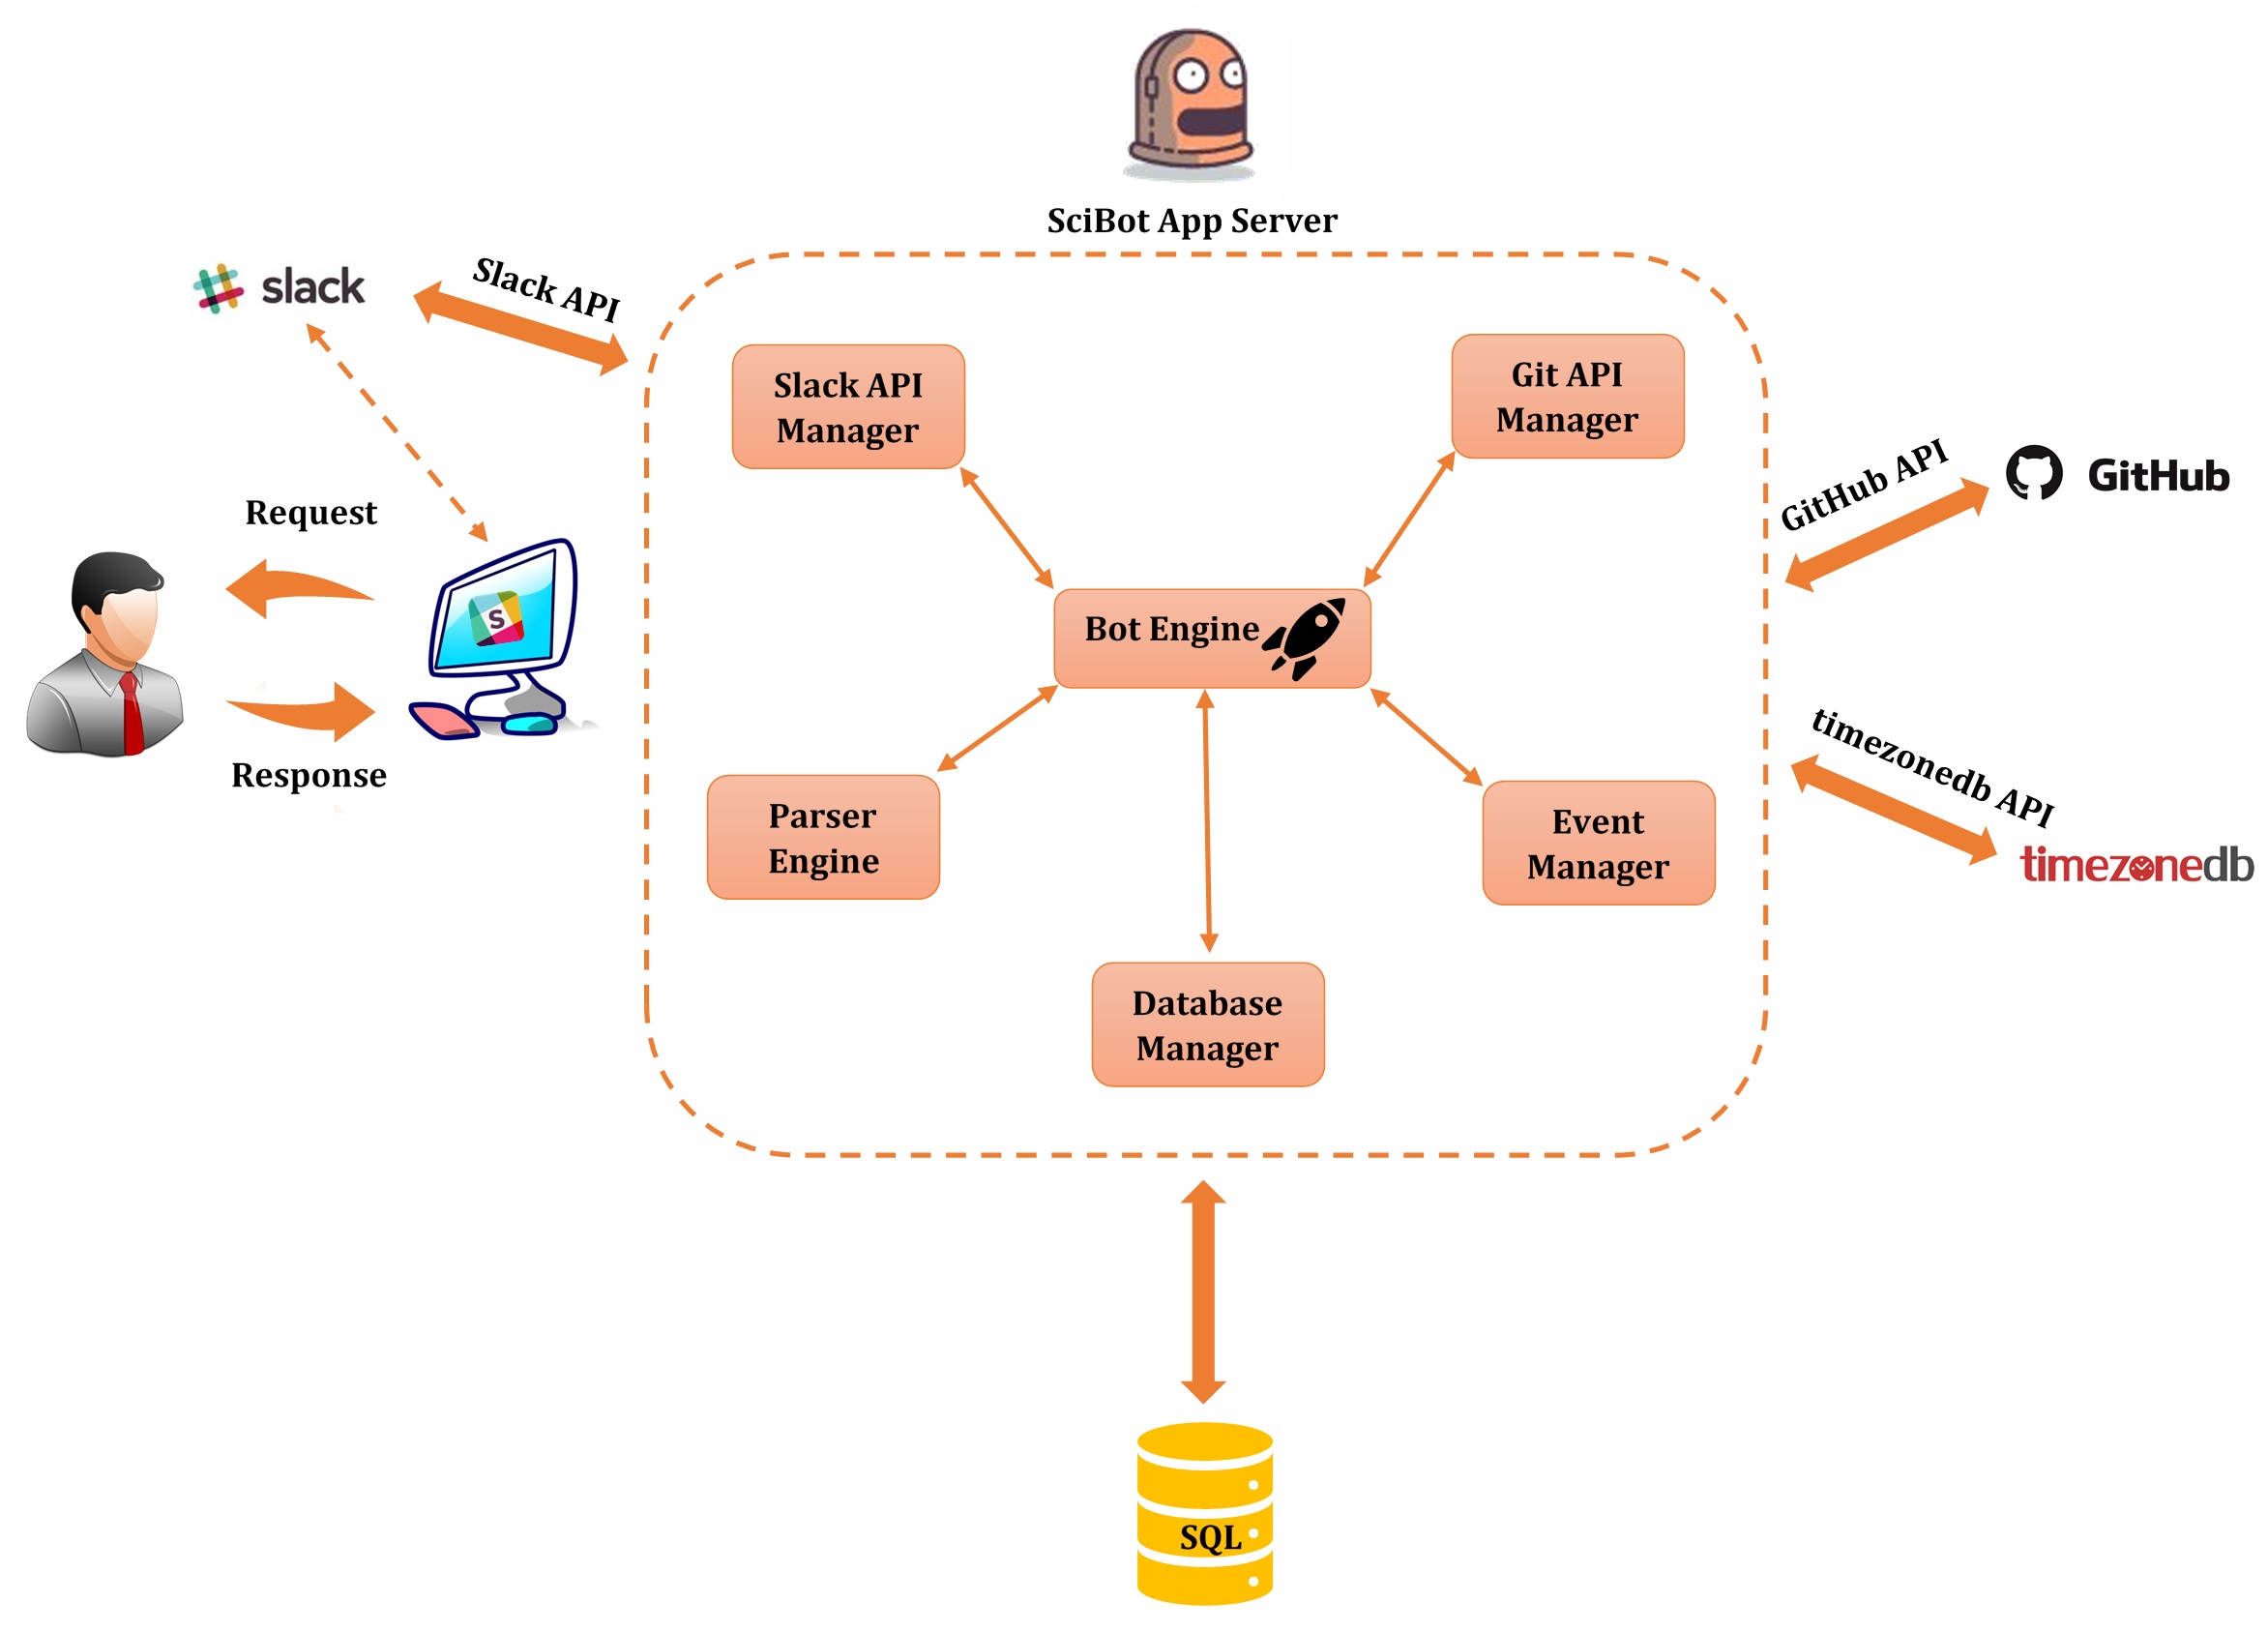 SciBot App Server
slack
Slack API
Slack API
Manager
Git API
Manager
GitHub API
GitHub
Request
S
Bot Engine
Response
timezonedb API
timezonedb
Parser
Engine
Event
Manager
Database
Manager
SQL